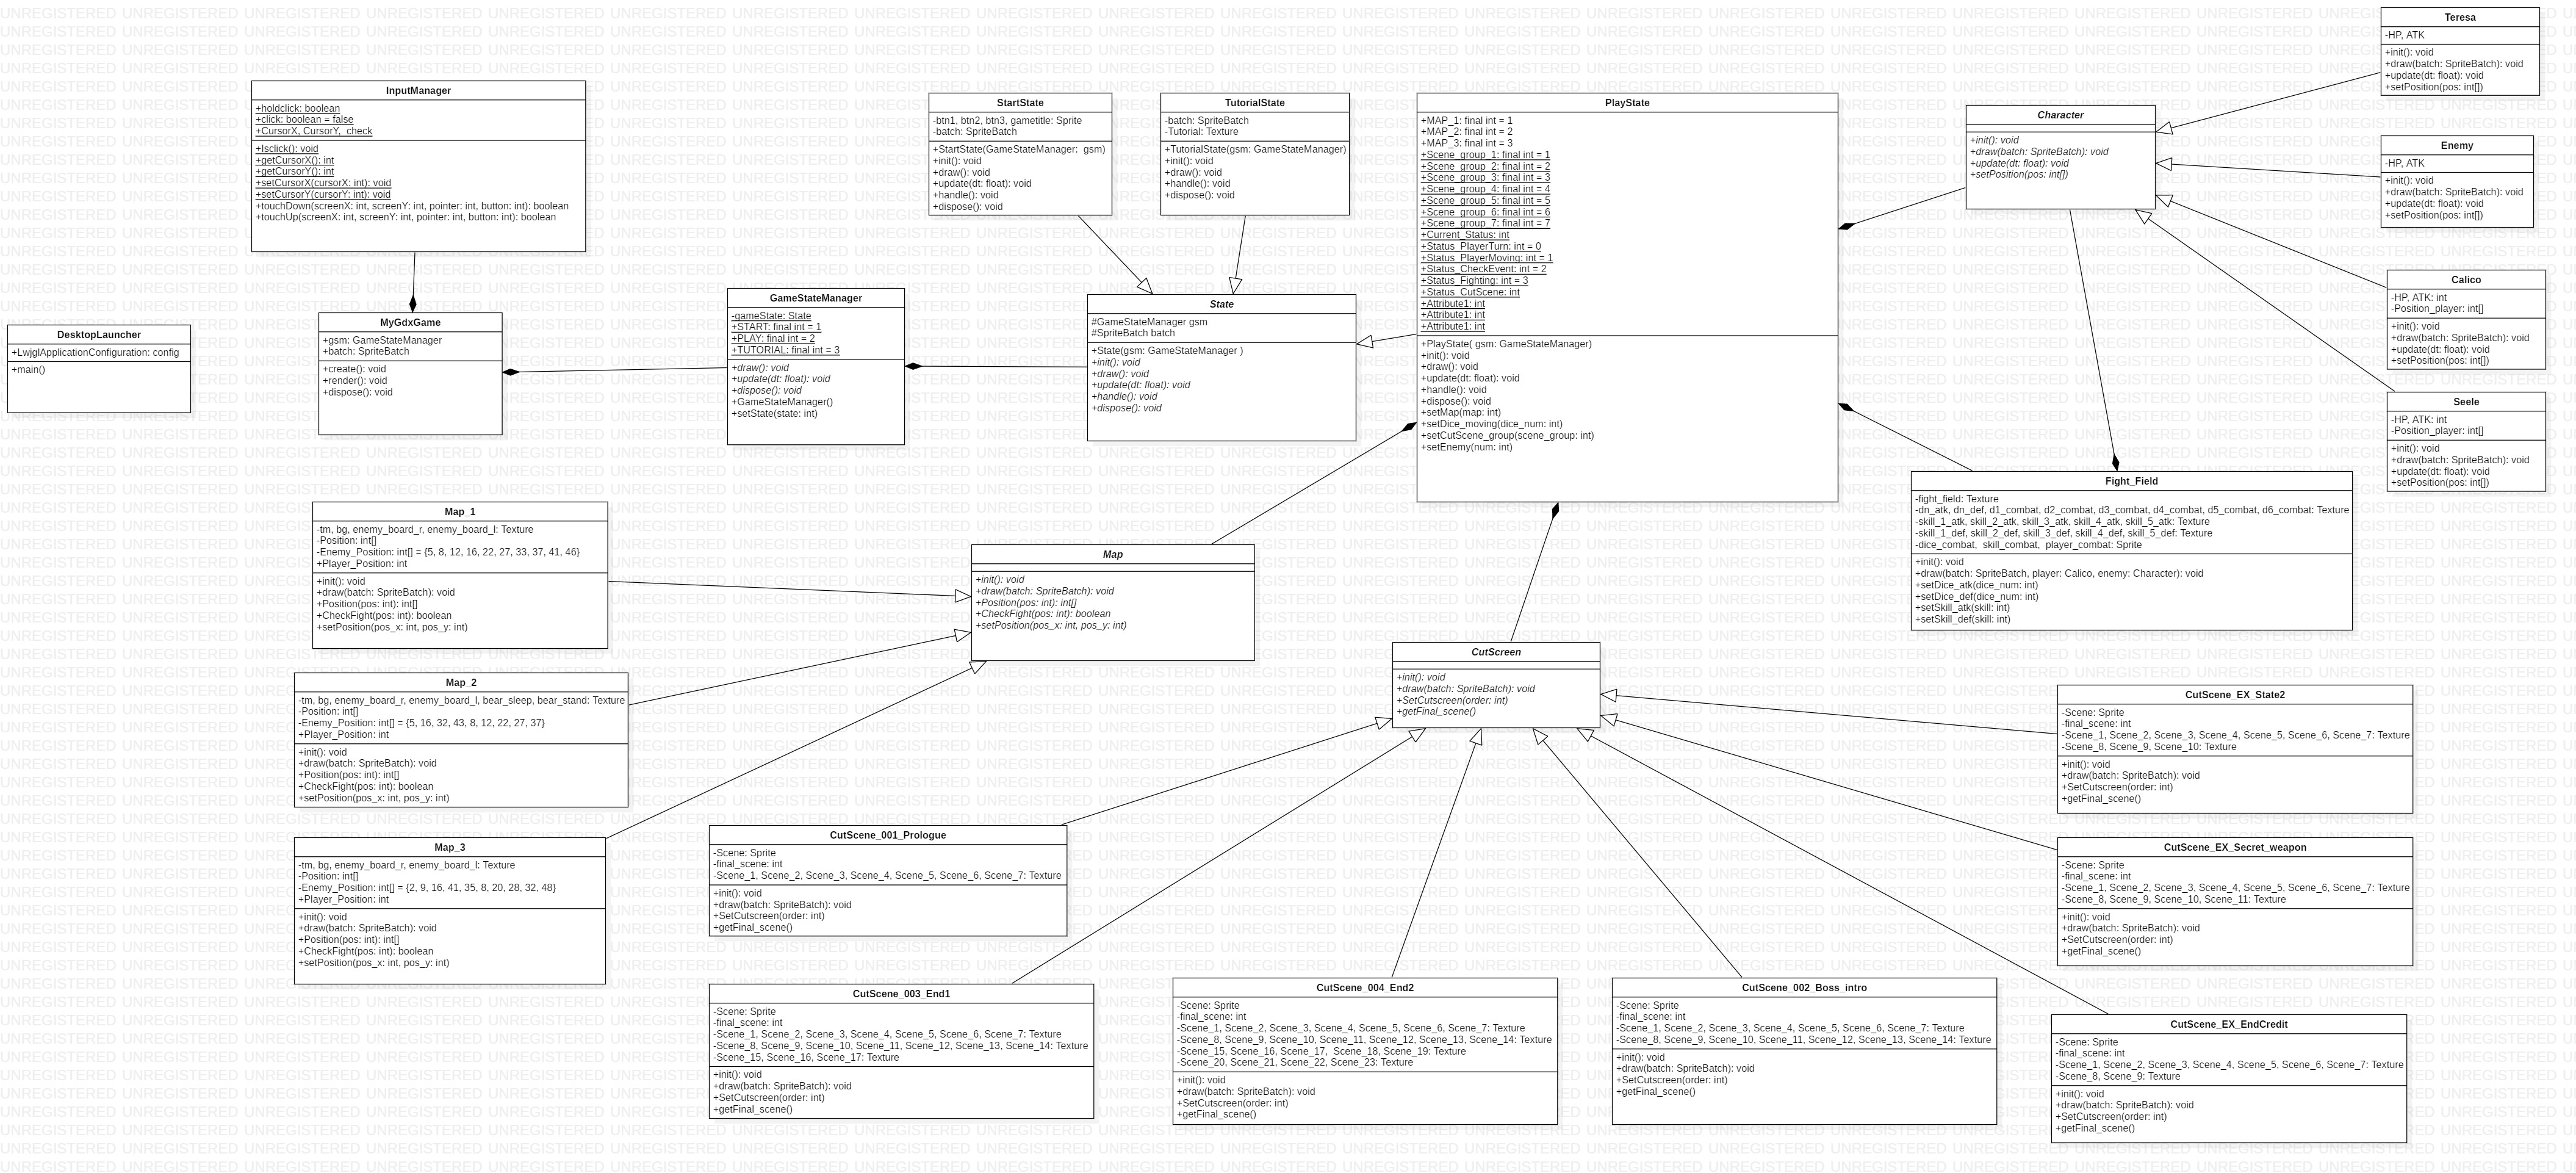 InputManager
+holdclick: boolean
+click: boolean = false
+CursorX, CursorY, check
+Isclick(): void
+getCursorX(): int
+getCursorY(): int
+setCursorX(cursorX: int): void
+setCursorY(cursorY: int): void
+touchDown(screenX: int, screenY: int, pointer: int, button: int): boolean
+touchUp(screenX: int, screenY: int, pointer: int, button: int): boolean
DesktopLauncher
+LwjglApplicationConfiguration: config
+main()
MyGdxGame
+gsm: GameStateManager
+batch: SpriteBatch
+create(): void
+render(): void
+dispose(): void
GameStateManager
-gameState: State
+START: final int = 1
+PLAY: final int = 2
+TUTORIAL: final int = 3
+draw(): void
+update(dt: float): void
+dispose(): void
+GameStateManager()
+setState(state: int)
StartState
-btn1, btn2, btn3, gametitle: Sprite
-batch: SpriteBatch
+StartState(GameStateManager: gsm)
+init(): void
+draw(): void
+update(dt: float): void
+handle(): void
+dispose(): void
TutorialState
-batch: SpriteBatch
-Tutorial: Texture
+TutorialState(gsm: GameStateManager)
+init(): void
+draw(): void
+handle(): void
+dispose(): void
State
#GameStateManager gsm
#SpriteBatch batch
+State(gsm: GameStateManager )
+init(): void
+draw(): void
+update(dt: float): void
+handle(): void
+dispose(): void
PlayState
+MAP_1: final int = 1
+MAP_2: final int = 2
+MAP_3: final int = 3
+Scene_group_1: final int = 1
+Scene_group_2: final int = 2
+Scene_group_3: final int = 3
+Scene_group_4: final int = 4
+Scene_group_5: final int = 5
+Scene_group_6: final int = 6
+Scene_group_7: final int = 7
+Current_Status: int
+Status_PlayerTurn: int = 0
+Status_PlayerMoving: int = 1
+Status_CheckEvent: int = 2
+Status_Fighting: int = 3
+Status_CutScene: int
+Attribute1: int
+Attribute1: int
+Attribute1: int
+PlayState( gsm: GameStateManager)
+init(): void
+draw(): void
+update(dt: float): void
+handle(): void
+dispose(): void
+setMap(map: int)
+setDice_moving(dice_num: int)
+setCutScene_group(scene_group: int)
+setEnemy(num: int)
Character
+init(): void
+draw(batch: SpriteBatch): void
+update(dt: float): void
+setPosition(pos: int[])
Teresa
-HP, ATK
+init(): void
+draw(batch: SpriteBatch): void
+update(dt: float): void
+setPosition(pos: int[])
Enemy
-HP, ATK
+init(): void
+draw(batch: SpriteBatch): void
+update(dt: float): void
+setPosition(pos: int[])
Calico
-HP, ATK: int
-Position_player: int[]
+init(): void
+draw(batch: SpriteBatch): void
+update(dt: float): void
+setPosition(pos: int[])
Seele
-HP, ATK: int
-Position_player: int[]
+init(): void
+draw(batch: SpriteBatch): void
+update(dt: float): void
+setPosition(pos: int[])
Fight_Field
-fight_field: Texture
-dn_atk, dn_def, d1_combat, d2_combat, d3_combat, d4_combat, d5_combat, d6_combat: Texture
-skill_1_atk, skill_2_atk, skill_3_atk, skill_4_atk, skill_5_atk: Texture
-skill_1_def, skill_2_def, skill_3_def, skill_4_def, skill_5_def: Texture
-dice_combat, skill_combat, player_combat: Sprite
+init(): void
+draw(batch: SpriteBatch, player: Calico, enemy: Character): void
+setDice_atk(dice_num: int)
+setDice_def(dice_num: int)
+setSkill_atk(skill: int)
+setSkill_def(skill: int)
Map_1
-tm, bg, enemy_board_r, enemy_board_l: Texture
-Position: int[]
-Enemy_Position: int[] = {5, 8, 12, 16, 22, 27, 33, 37, 41, 46}
+Player_Position: int
+init(): void
+draw(batch: SpriteBatch): void
+Position(pos: int): int[]
+CheckFight(pos: int): boolean
+setPosition(pos_x: int, pos_y: int)
Map_2
-tm, bg, enemy_board_r, enemy_board_l, bear_sleep, bear_stand: Texture
-Position: int[]
-Enemy_Position: int[] = {5, 16, 32, 43, 8, 12, 22, 27, 37}
+Player_Position: int
+init(): void
+draw(batch: SpriteBatch): void
+Position(pos: int): int[]
+CheckFight(pos: int): boolean
+setPosition(pos_x: int, pos_y: int)
Map_3
-tm, bg, enemy_board_r, enemy_board_l: Texture
-Position: int[]
-Enemy_Position: int[] = {2, 9, 16, 41, 35, 8, 20, 28, 32, 48}
+Player_Position: int
+init(): void
+draw(batch: SpriteBatch): void
+Position(pos: int): int[]
+CheckFight(pos: int): boolean
+setPosition(pos_x: int, pos_y: int)
Map
+init(): void
+draw(batch: SpriteBatch): void
+Position(pos: int): int[]
+CheckFight(pos: int): boolean
+setPosition(pos_x: int, pos_y: int)
CutScreen
+init(): void
+draw(batch: SpriteBatch): void
+SetCutscreen(order: int)
+getFinal_scene()
CutScene_001_Prologue
-Scene: Sprite
-final_scene: int
-Scene_1, Scene_2, Scene_3, Scene_4, Scene_5, Scene_6, Scene_7: Texture
+init(): void
+draw(batch: SpriteBatch): void
+SetCutscreen(order: int)
+getFinal_scene()
CutScene_003_End1
-Scene: Sprite
-final_scene: int
-Scene_1, Scene_2, Scene_3, Scene_4, Scene_5, Scene_6, Scene_7: Texture
-Scene_8, Scene_9, Scene_10, Scene_11, Scene_12, Scene_13, Scene_14: Texture
-Scene_15, Scene_16, Scene_17: Texture
+init(): void
+draw(batch: SpriteBatch): void
+SetCutscreen(order: int)
+getFinal_scene()
CutScene_004_End2
-Scene: Sprite
-final_scene: int
-Scene_1, Scene_2, Scene_3, Scene_4, Scene_5, Scene_6, Scene_7: Texture
-Scene_8, Scene_9, Scene_10, Scene_11, Scene_12, Scene_13, Scene_14: Texture
-Scene_15, Scene_16, Scene_17, Scene_18, Scene_19: Texture
-Scene_20, Scene_21, Scene_22, Scene_23: Texture
+init(): void
+draw(batch: SpriteBatch): void
+SetCutscreen(order: int)
+getFinal_scene()
CutScene_002_Boss_intro
-Scene: Sprite
-final_scene: int
-Scene_1, Scene_2, Scene_3, Scene_4, Scene_5, Scene_6, Scene_7: Texture
-Scene_8, Scene_9, Scene_10, Scene_11, Scene_12, Scene_13, Scene_14: Texture
+init(): void
+draw(batch: SpriteBatch): void
+SetCutscreen(order: int)
+getFinal_scene()
CutScene_EX_State2
-Scene: Sprite
-final_scene: int
-Scene_1, Scene_2, Scene_3, Scene_4, Scene_5, Scene_6, Scene_7: Texture
-Scene_8, Scene_9, Scene_10: Texture
+init(): void
+draw(batch: SpriteBatch): void
+SetCutscreen(order: int)
+getFinal_scene()
CutScene_EX_Secret_weapon
-Scene: Sprite
-final_scene: int
-Scene_1, Scene_2, Scene_3, Scene_4, Scene_5, Scene_6, Scene_7: Texture
-Scene_8, Scene_9, Scene_10, Scene_11: Texture
+init(): void
+draw(batch: SpriteBatch): void
+SetCutscreen(order: int)
+getFinal_scene()
CutScene_EX_EndCredit
-Scene: Sprite
-final_scene: int
-Scene_1, Scene_2, Scene_3, Scene_4, Scene_5, Scene_6, Scene_7: Texture
-Scene_8, Scene_9: Texture
+init(): void
+draw(batch: SpriteBatch): void
+SetCutscreen(order: int)
+getFinal_scene()
UNREGISTERED